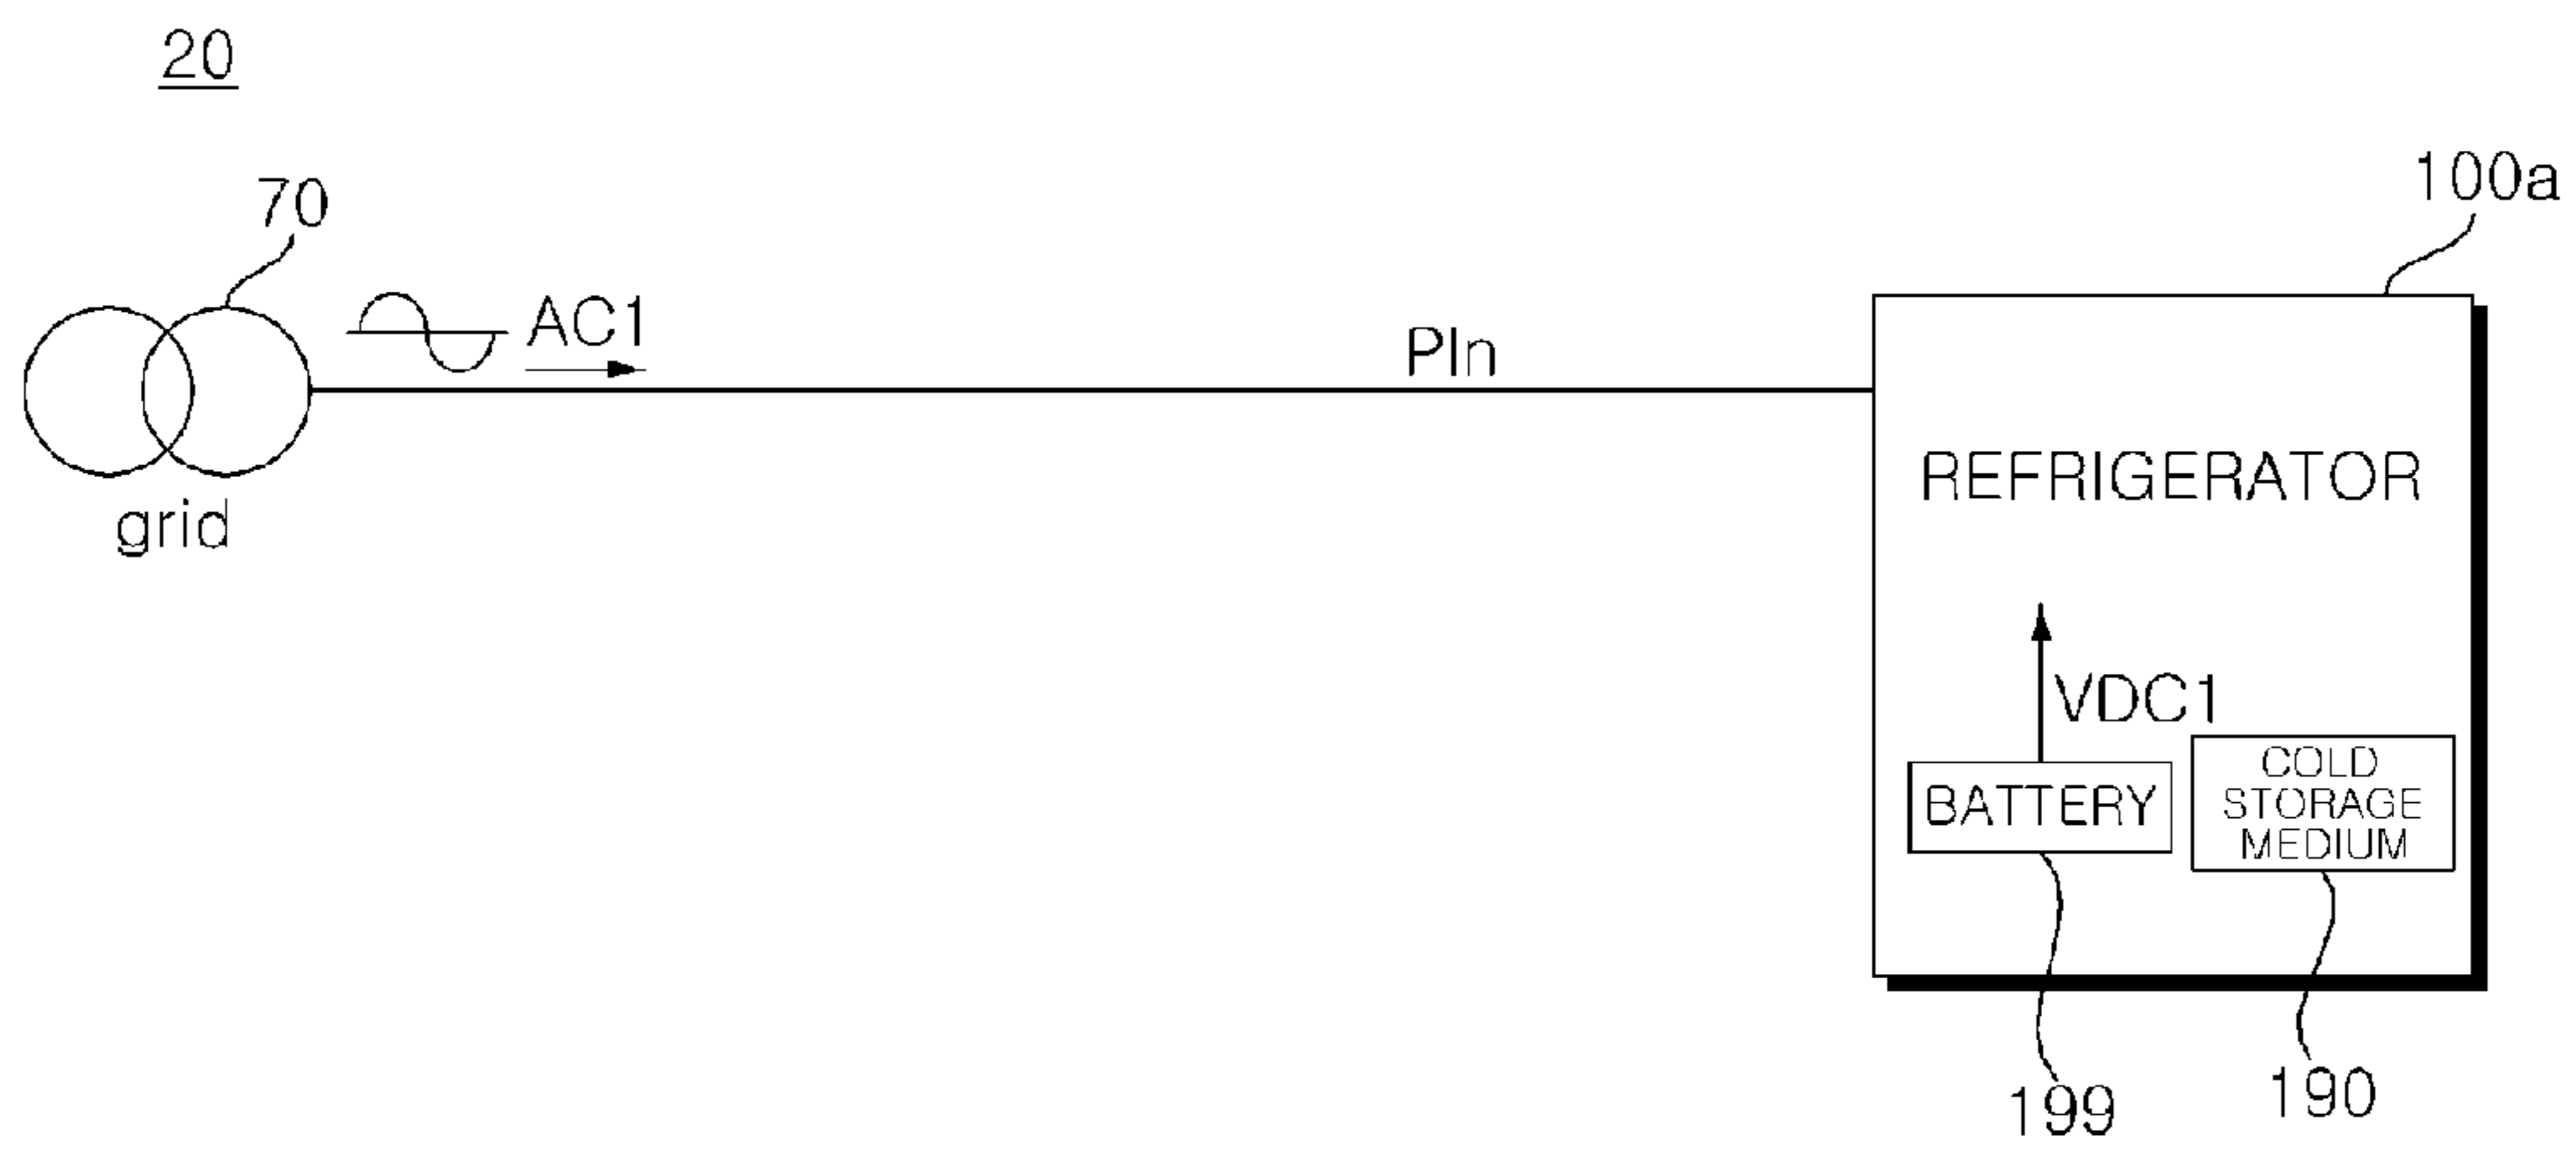 20
70
100a
AC1
PIn
grid
REFRIGERATOR
VDC1
BATTERY
COLD
STORAGE
MEDIUM
199
190